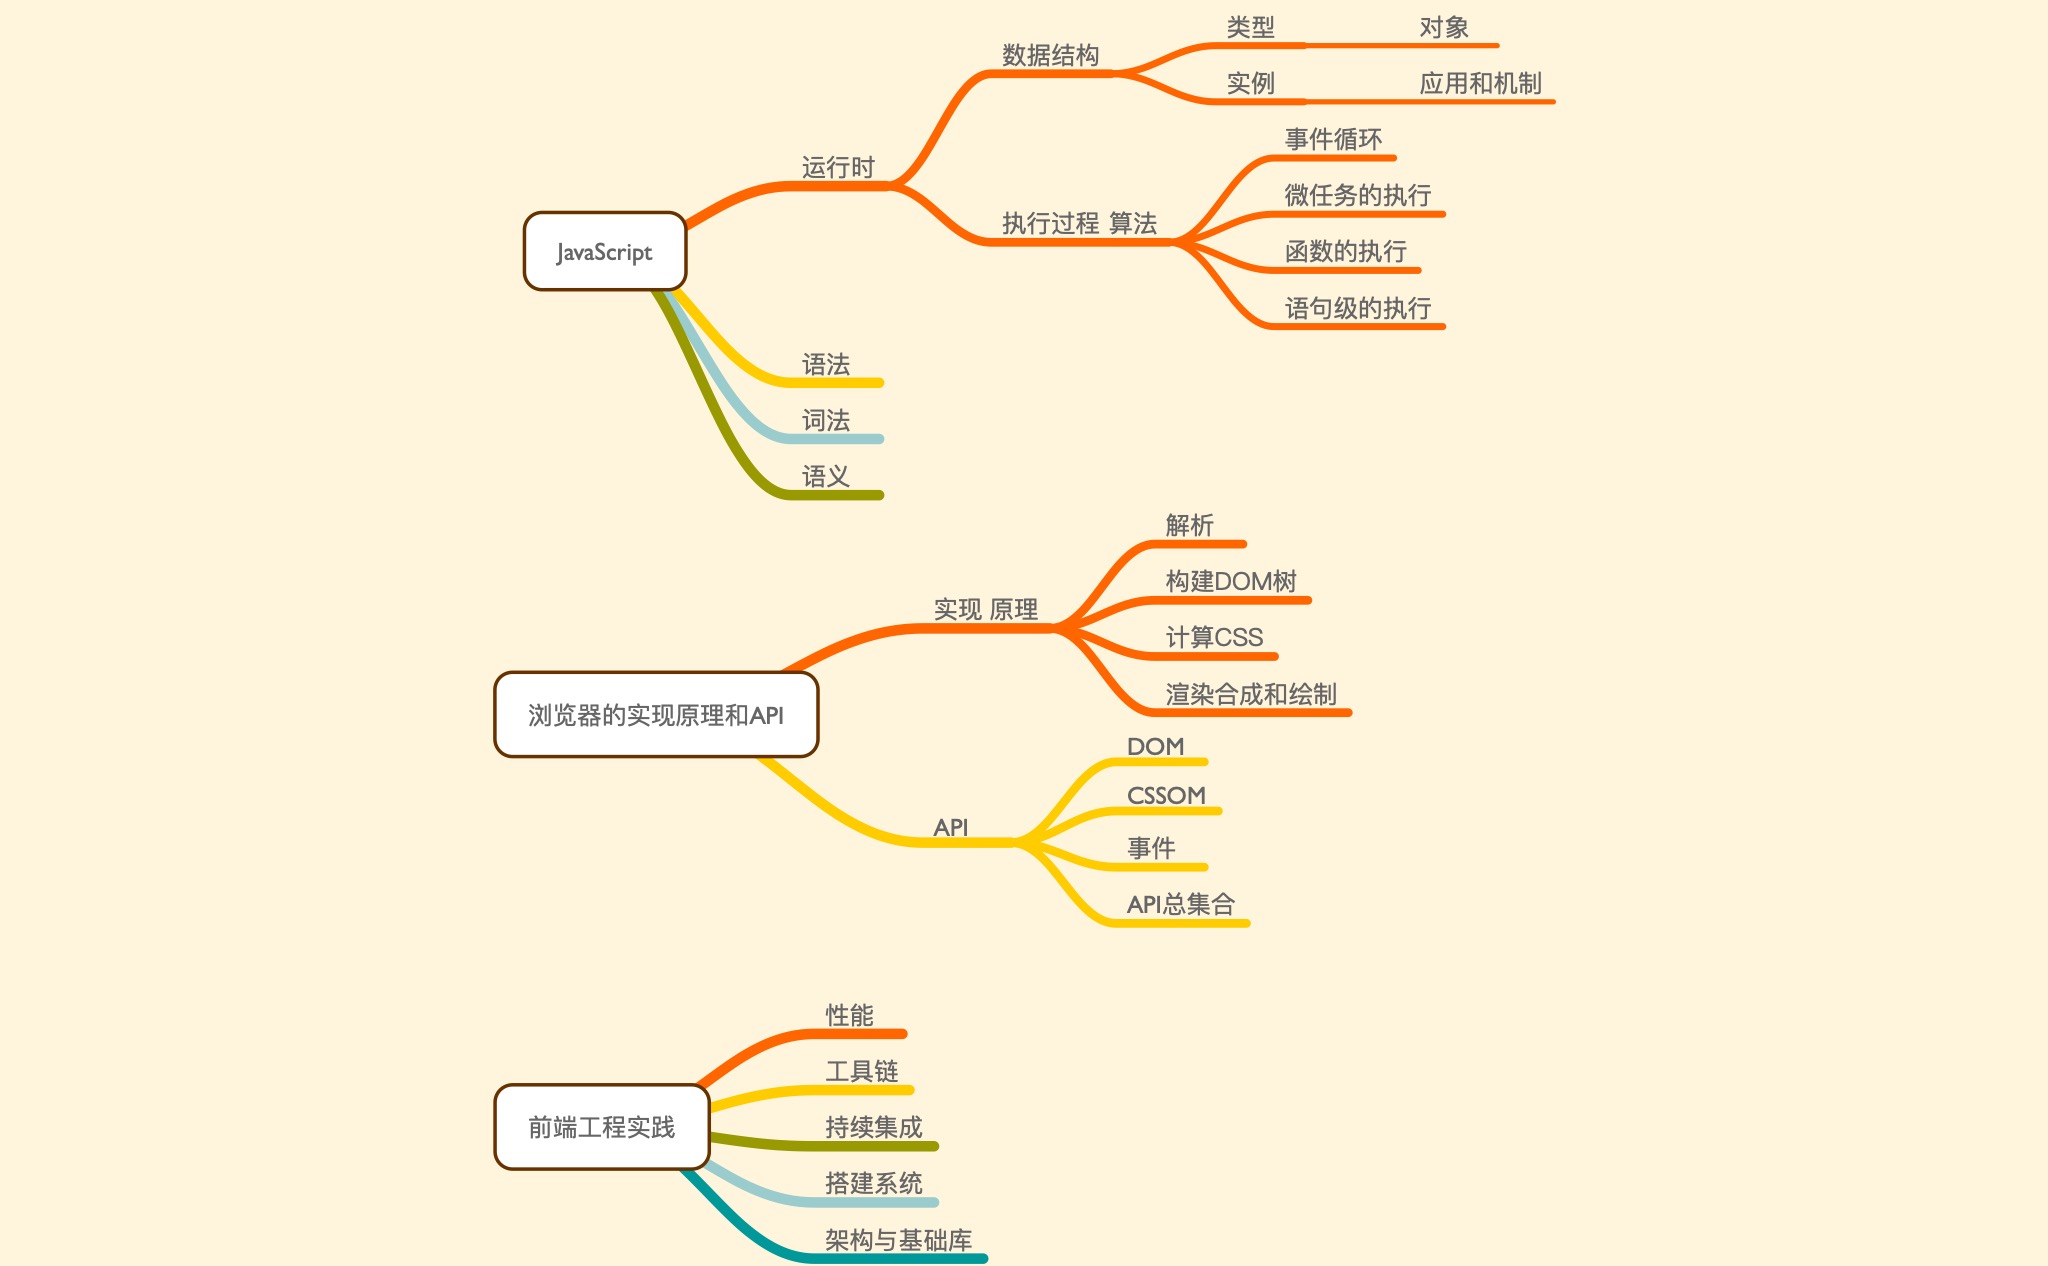 JavaScript
运行时
数据结构
类型
对象
实例
应用和机制
执行过程 算法
事件循环
微任务的执行
函数的执行
语句级的执行
语法
词法
语义
浏览器的实现原理和API
实现 原理
解析
构建DOM树
计算CSS
渲染合成和绘制
API
DOM
CSSOM
事件
API总集合
前端工程实践
性能
工具链
持续集成
搭建系统
架构与基础库